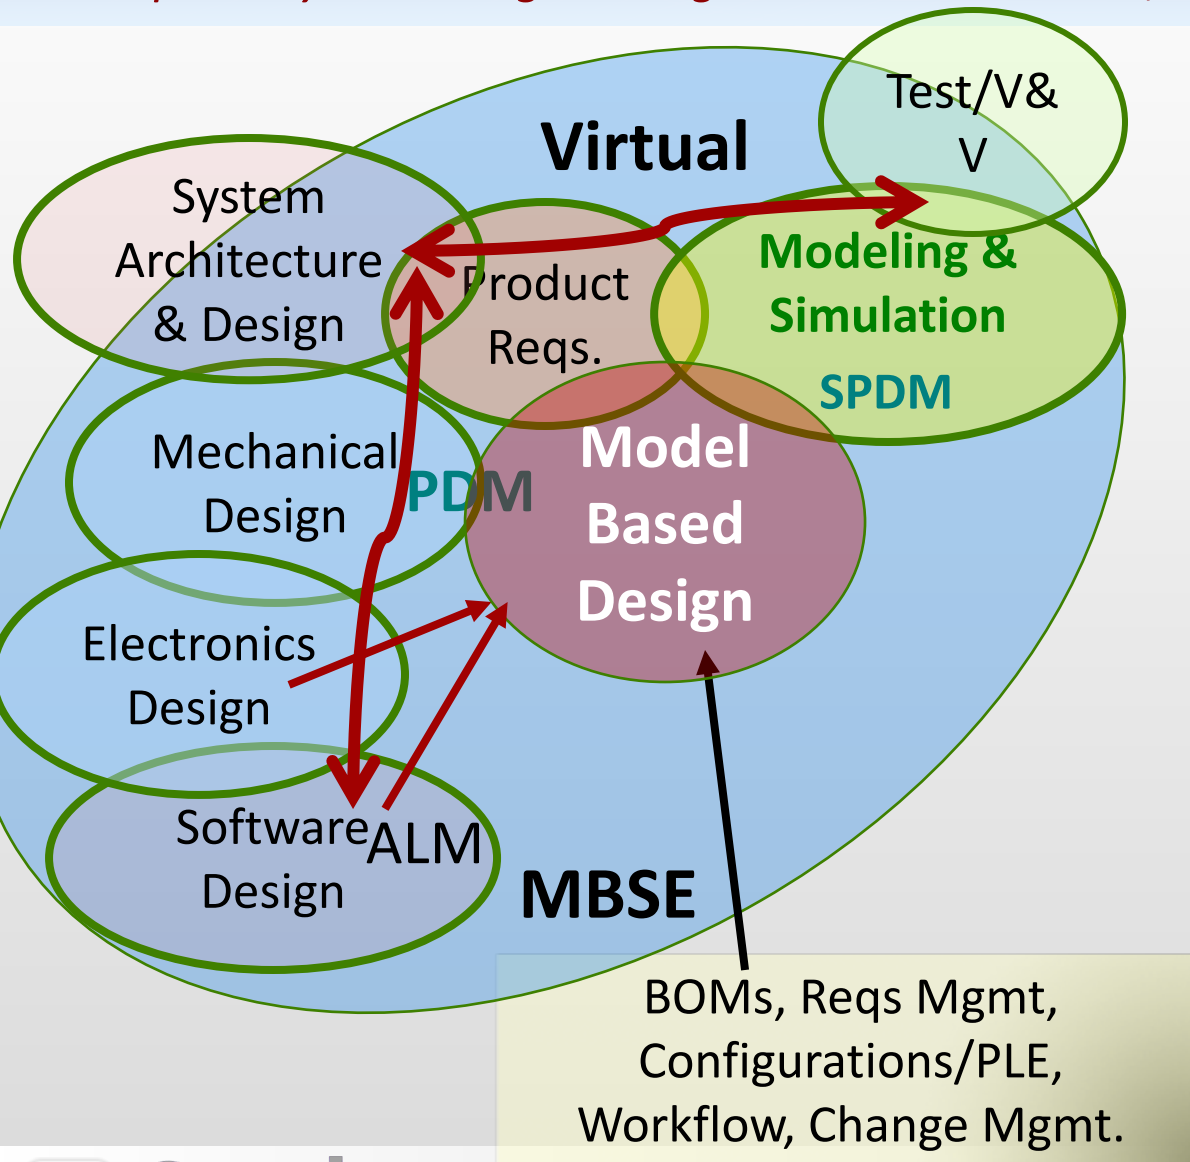 Test/V&
V
Virtual
System
Architecture
& Design
Product
Reqs.
Modeling &
Simulation
SPDM
Mechanical
Design
PDM
Model
Based
Design
Electronics
Design
Software
Design
ALM
MBSE
BOMs, Reqs Mgmt,
Configurations/PLE,
Workflow, Change Mgmt.